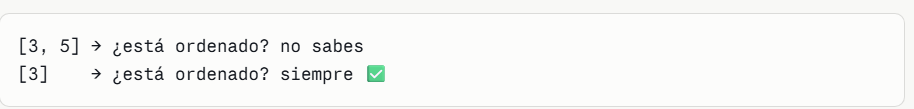 [3, 5] → ¿está ordenado? no sabes
[3]    → ¿está ordenado? siempre ✅